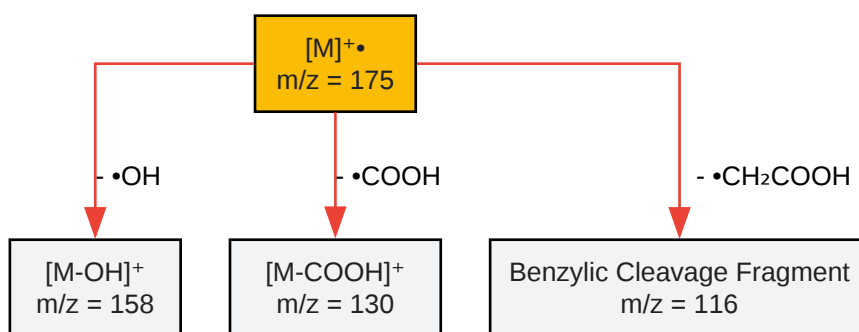 [M]⁺•
m/z = 175
- •OH
- •COOH
- •CH₂COOH
[M-OH]⁺
m/z = 158
[M-COOH]⁺
m/z = 130
Benzylic Cleavage Fragment
m/z = 116